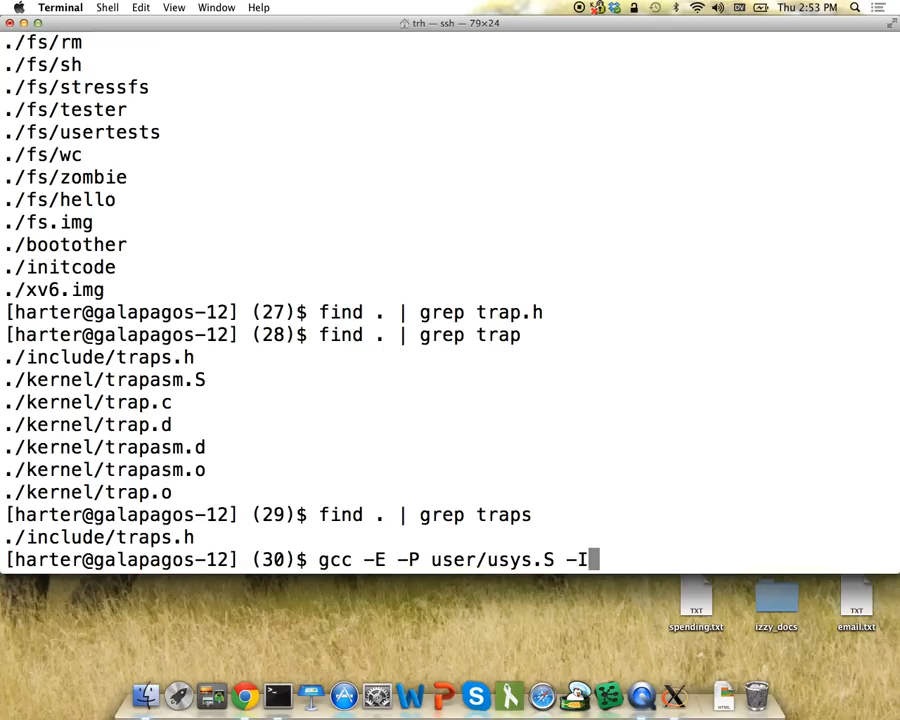 Terminal Shell Edit View Window Help Thu 2:53 PM
trh — ssh — 79×24
./fs/rm
./fs/sh
./fs/stressfs
./fs/tester
./fs/usertests
./fs/wc
./fs/zombie
./fs/hello
./fs.img
./bootother
./initcode
./xv6.img
[harter@galapagos-12] (27)$ find . | grep trap.h
[harter@galapagos-12] (28)$ find . | grep trap
./include/traps.h
./kernel/trapasm.S
./kernel/trap.c
./kernel/trap.d
./kernel/trapasm.d
./kernel/trapasm.o
./kernel/trap.o
[harter@galapagos-12] (29)$ find . | grep traps
./include/traps.h
[harter@galapagos-12] (30)$ gcc -E -P user/usys.S -I
TXT TXT
spending.txt izzy_docs email.txt
HTML